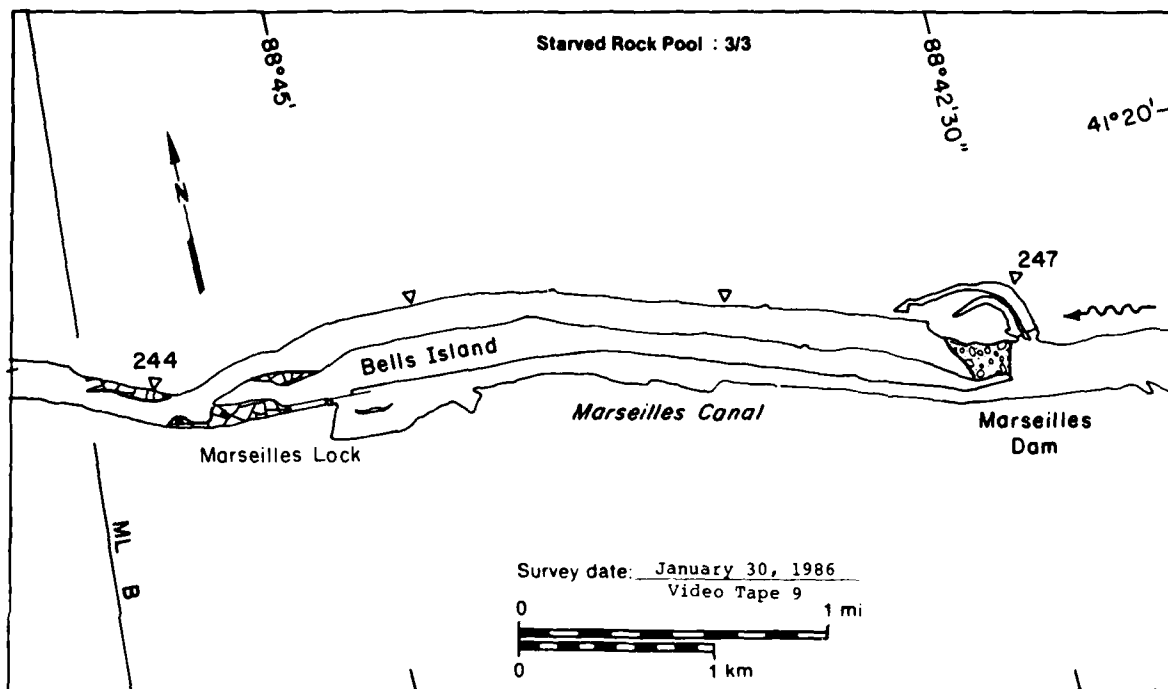 Starved Rock Pool : 3/3
88°45'
88°42'30"
41°20'
N
247
244
Bells Island
Marseilles Canal
Marseilles Lock
Marseilles
Dam
ML B
Survey date: January 30, 1986
Video Tape 9
0 1 mi
0 1 km